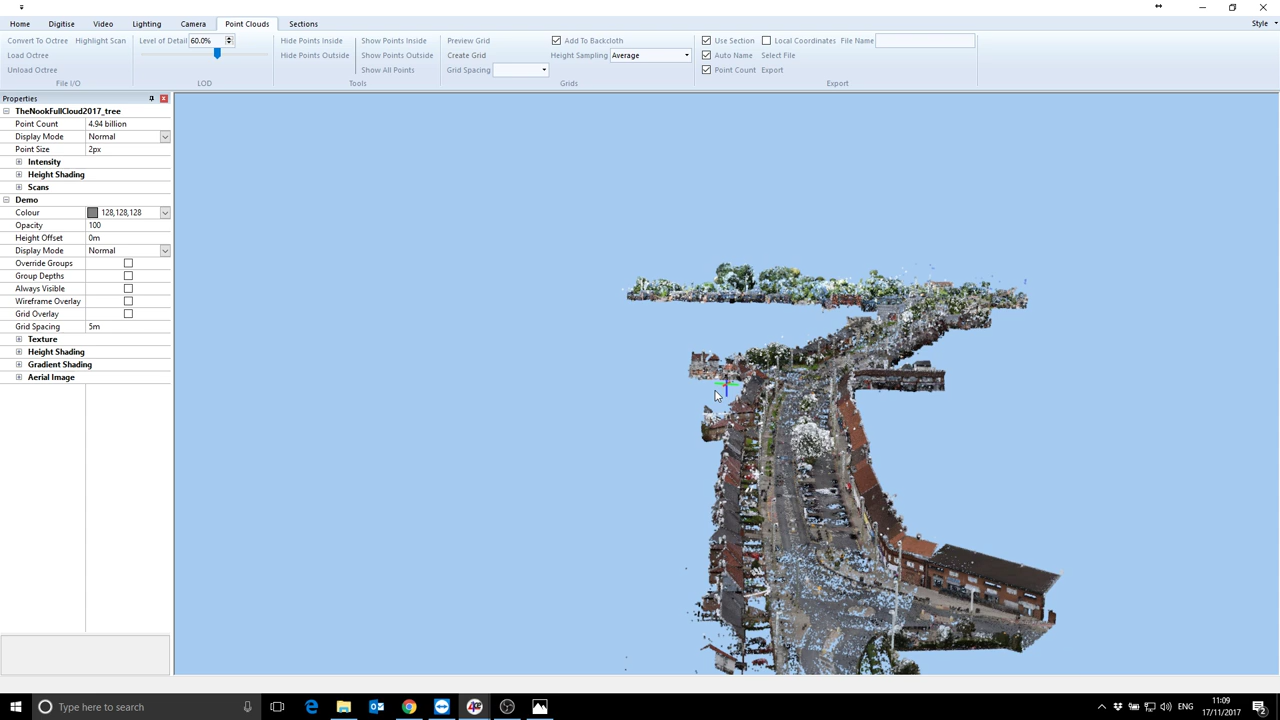 Style
Home Digitise Video Lighting Camera Point Clouds Sections
Convert To Octree Highlight Scan
Load Octree
Unload Octree
File I/O
Level of Detail 60.0%
LOD
Hide Points Inside Show Points Inside
Hide Points Outside Show Points Outside
Show All Points
Tools
Preview Grid Add To Backcloth
Create Grid Height Sampling Average
Grid Spacing
Grids
Use Section Local Coordinates File Name
Auto Name Select File
Point Count Export
Export
Properties
TheNookFullCloud2017_tree
Point Count 4.94 billion
Display Mode Normal
Point Size 2px
Intensity
Height Shading
Scans
Demo
Colour 128,128,128
Opacity 100
Height Offset 0m
Display Mode Normal
Override Groups
Group Depths
Always Visible
Wireframe Overlay
Grid Overlay
Grid Spacing 5m
Texture
Height Shading
Gradient Shading
Aerial Image
Type here to search
ENG
11:09
17/11/2017
2